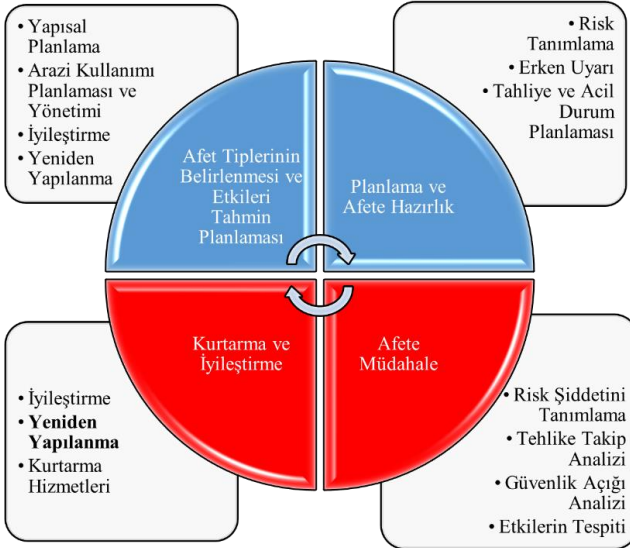 • Yapısal
Planlama
• Arazi Kullanımı
Planlaması ve
Yönetimi
• İyileştirme
• Yeniden
Yapılanma
• Risk
Tanımlama
• Erken Uyarı
• Tahliye ve Acil
Durum
Planlaması
Afet Tiplerinin
Belirlenmesi ve
Etkileri
Tahmin
Planlaması
Planlama ve
Afete Hazırlık
Kurtarma ve
İyileştirme
Afete
Müdahale
• İyileştirme
• Yeniden
Yapılanma
• Kurtarma
Hizmetleri
• Risk Şiddetini
Tanımlama
• Tehlike Takip
Analizi
• Güvenlik Açığı
Analizi
• Etkilerin Tespiti